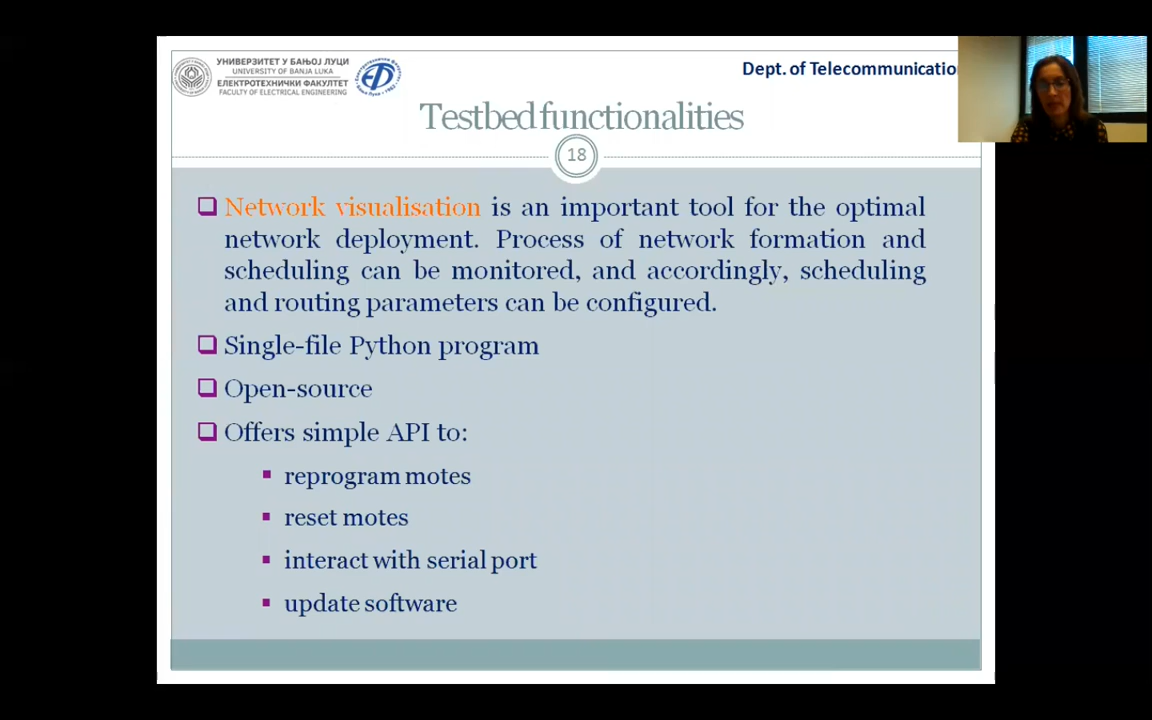 УНИВЕРЗИТЕТ У БАЊОЈ ЛУЦИ
UNIVERSITY OF BANJA LUKA
ЕЛЕКТРОТЕХНИЧКИ ФАКУЛТЕТ
FACULTY OF ELECTRICAL ENGINEERING
Dept. of Telecommunicatio
Testbed functionalities
18
Network visualisation is an important tool for the optimal
network deployment. Process of network formation and
scheduling can be monitored, and accordingly, scheduling
and routing parameters can be configured.
Single-file Python program
Open-source
Offers simple API to:
reprogram motes
reset motes
interact with serial port
update software